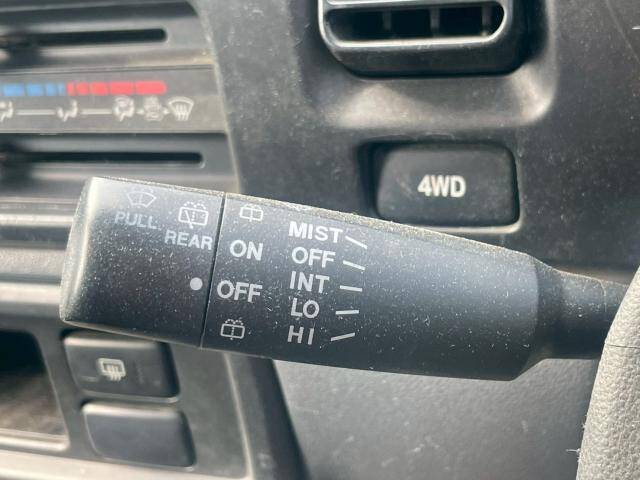 4WD
PULL
REAR
ON
OFF
MIST
OFF
INT
LO
HI